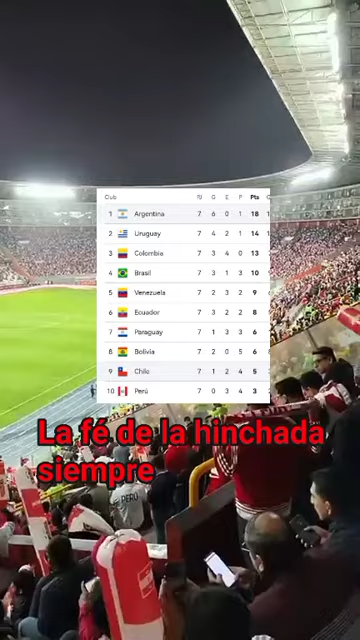 Club PJ G E P Pts
1 Argentina 7 6 0 1 18
2 Uruguay 7 4 2 1 14
3 Colombia 7 3 4 0 13
4 Brasil 7 3 1 3 10
5 Venezuela 7 2 3 2 9
6 Ecuador 7 3 2 2 8
7 Paraguay 7 1 3 3 6
8 Bolivia 7 2 0 5 6
9 Chile 7 1 2 4 5
10 Perú 7 0 3 4 3
La fé de la hinchada
siempre
PERÚ